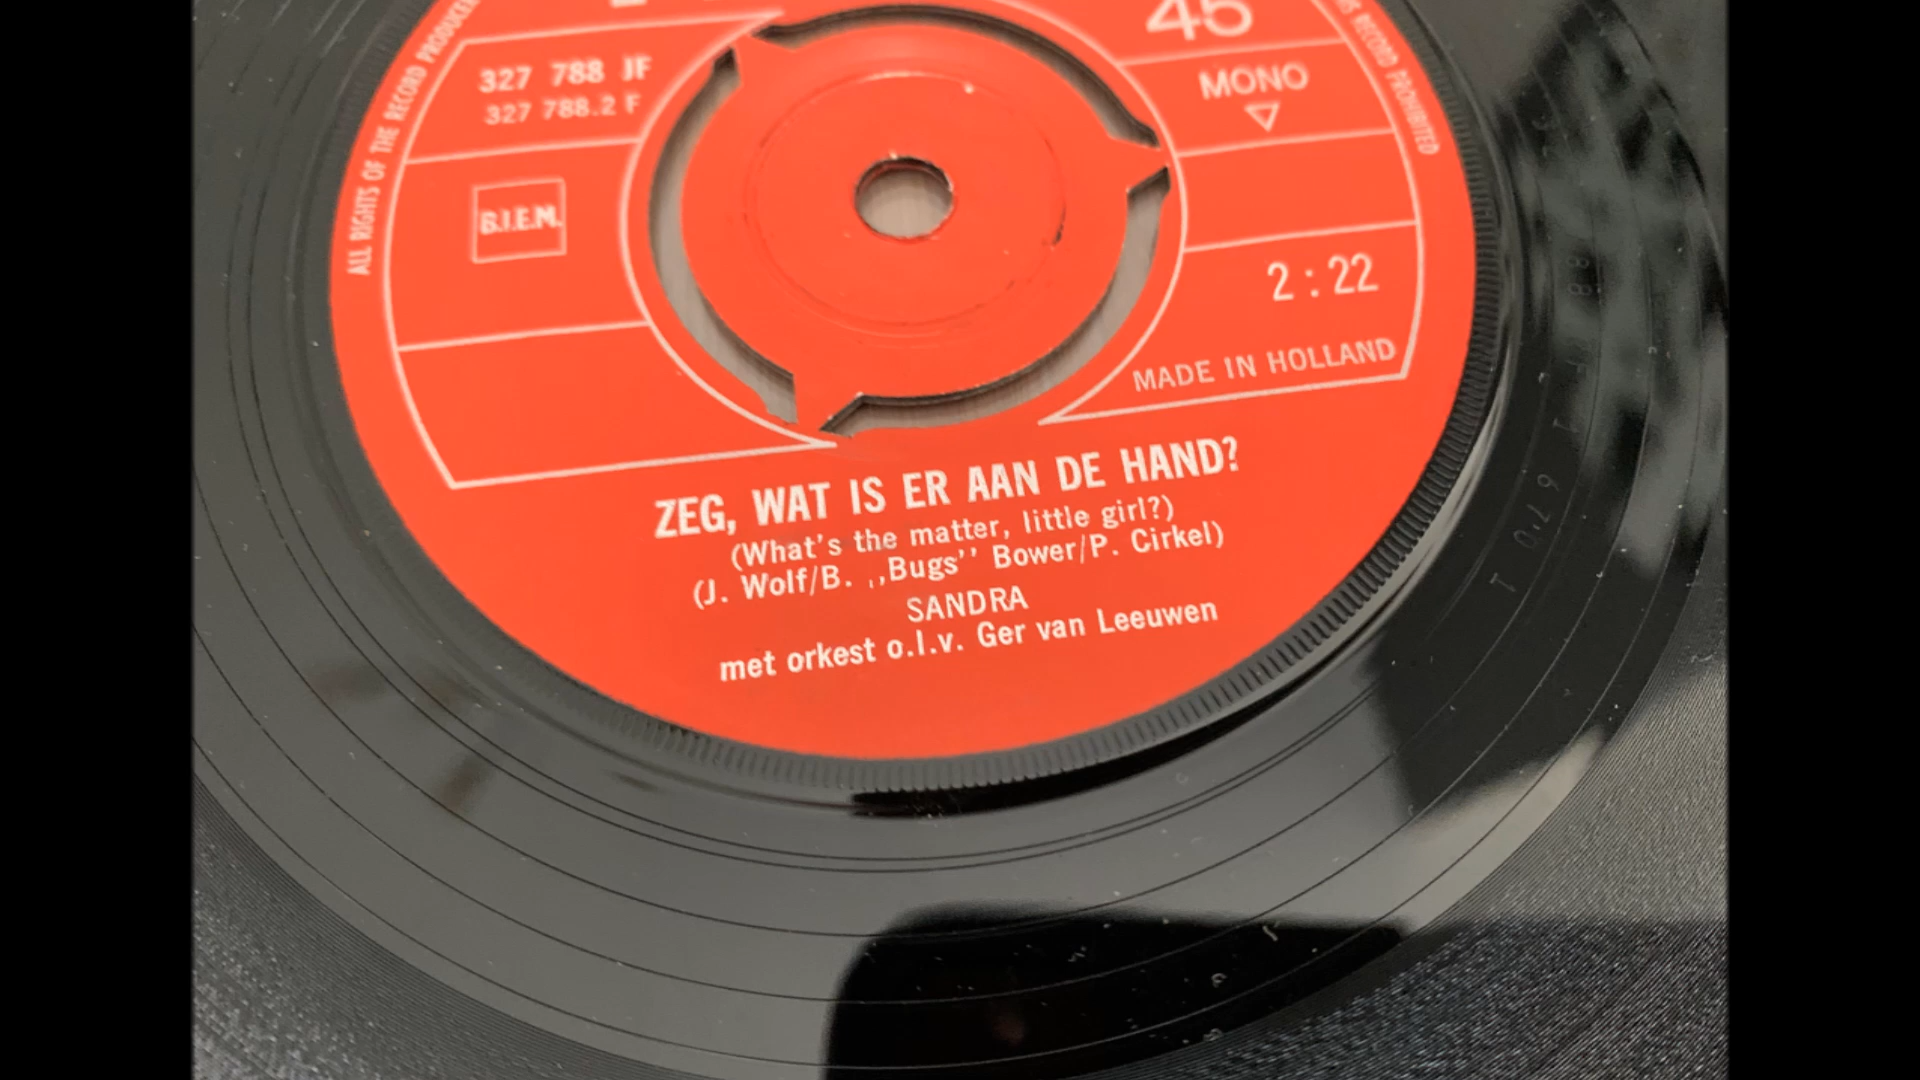 ALL RIGHTS OF THE RECORD PRODUCER
RECORD PROHIBITED
45
327 788 JF
327 788.2 F
MONO
B.I.E.M.
2:22
MADE IN HOLLAND
ZEG, WAT IS ER AAN DE HAND?
(What's the matter, little girl?)
(J. Wolf/B. ,,Bugs'' Bower/P. Cirkel)
SANDRA
met orkest o.l.v. Ger van Leeuwen